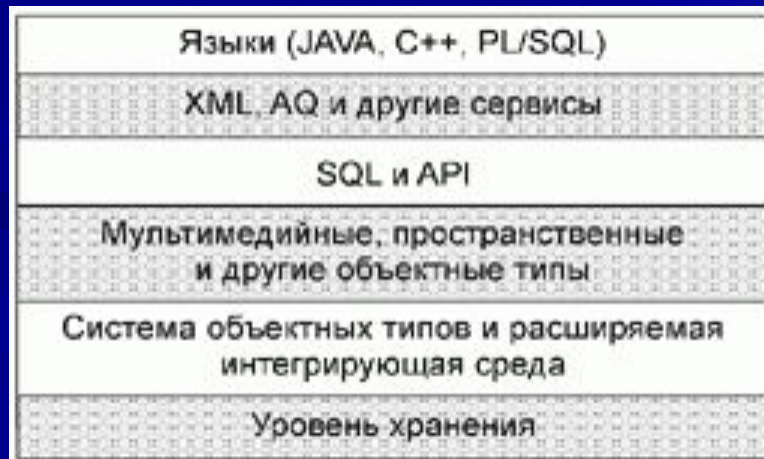 Языки (JAVA, C++, PL/SQL)
XML, AQ и другие сервисы
SQL и API
Мультимедийные, пространственные
и другие объектные типы
Система объектных типов и расширяемая
интегрирующая среда
Уровень хранения